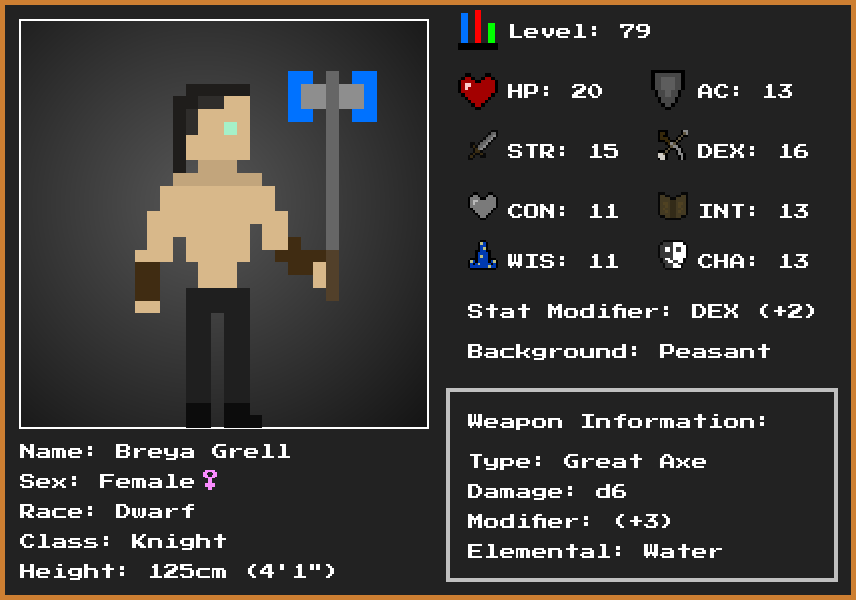 Level: 79
HP: 20
AC: 13
STR: 15
DEX: 16
CON: 11
INT: 13
WIS: 11
CHA: 13
Stat Modifier: DEX (+2)
Background: Peasant
Weapon Information:
Type: Great Axe
Damage: d6
Modifier: (+3)
Elemental: Water
Name: Breya Grell
Sex: Female♀
Race: Dwarf
Class: Knight
Height: 125cm (4'1")